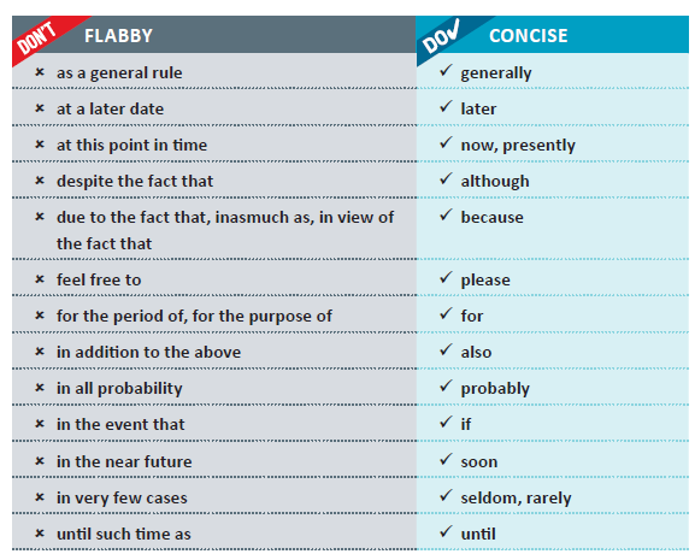 DON'T FLABBY DO✓ CONCISE
× as a general rule ✓ generally
× at a later date ✓ later
× at this point in time ✓ now, presently
× despite the fact that ✓ although
× due to the fact that, inasmuch as, in view of ✓ because
the fact that
× feel free to ✓ please
× for the period of, for the purpose of ✓ for
× in addition to the above ✓ also
× in all probability ✓ probably
× in the event that ✓ if
× in the near future ✓ soon
× in very few cases ✓ seldom, rarely
× until such time as ✓ until